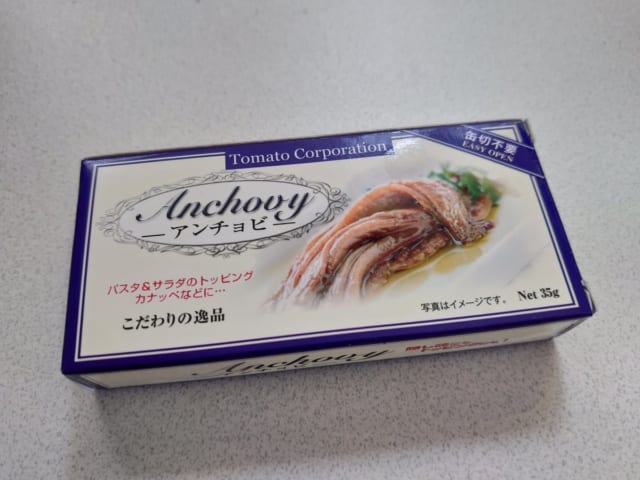 Tomato Corporation
缶切不要
EASY OPEN
Anchovy
アンチョビ
パスタ&サラダのトッピング
カナッペなどに…
こだわりの逸品
写真はイメージです。
Net 35g
Anchovy